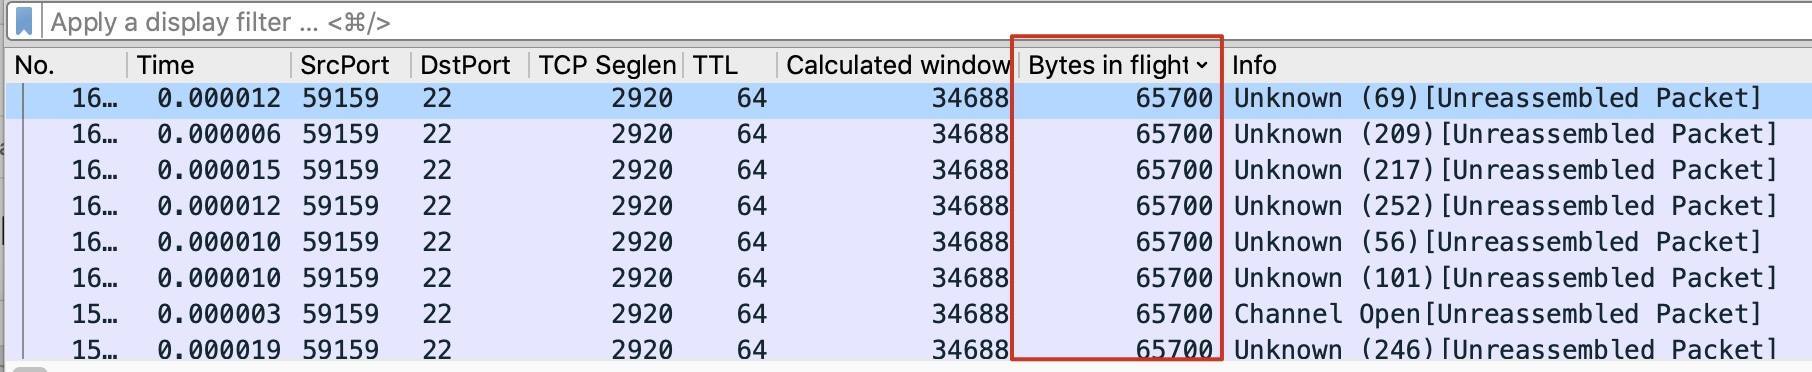 Apply a display filter … <⌘/>
No. Time SrcPort DstPort TCP Seglen TTL Calculated window Bytes in flight Info
16… 0.000012 59159 22 2920 64 34688 65700 Unknown (69)[Unreassembled Packet]
16… 0.000006 59159 22 2920 64 34688 65700 Unknown (209)[Unreassembled Packet]
16… 0.000015 59159 22 2920 64 34688 65700 Unknown (217)[Unreassembled Packet]
16… 0.000012 59159 22 2920 64 34688 65700 Unknown (252)[Unreassembled Packet]
16… 0.000010 59159 22 2920 64 34688 65700 Unknown (56)[Unreassembled Packet]
16… 0.000010 59159 22 2920 64 34688 65700 Unknown (101)[Unreassembled Packet]
15… 0.000003 59159 22 2920 64 34688 65700 Channel Open[Unreassembled Packet]
15… 0.000019 59159 22 2920 64 34688 65700 Unknown (246)[Unreassembled Packet]